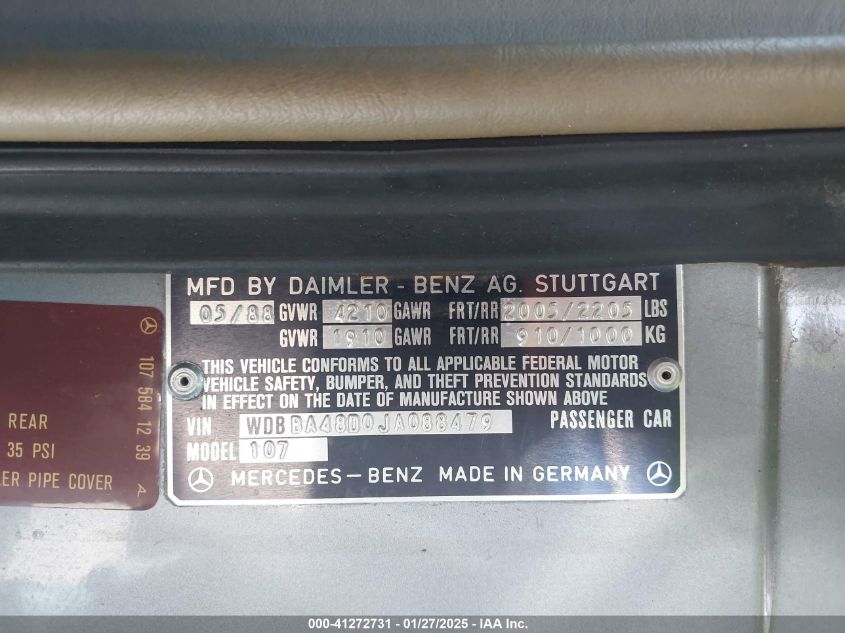 MFD BY DAIMLER - BENZ AG. STUTTGART
05/88 GVWR 4210 GAWR FRT/RR 2005/2205 LBS
GVWR 1910 GAWR FRT/RR 910/1000 KG
THIS VEHICLE CONFORMS TO ALL APPLICABLE FEDERAL MOTOR
VEHICLE SAFETY, BUMPER, AND THEFT PREVENTION STANDARDS
IN EFFECT ON THE DATE OF MANUFACTURE SHOWN ABOVE
VIN WDBBA48D0JA088479 PASSENGER CAR
MODEL 107
MERCEDES-BENZ MADE IN GERMANY
REAR
35 PSI
LER PIPE COVER
107 584 12 39 A
000-41272731 - 01/27/2025 - © IAA Inc.